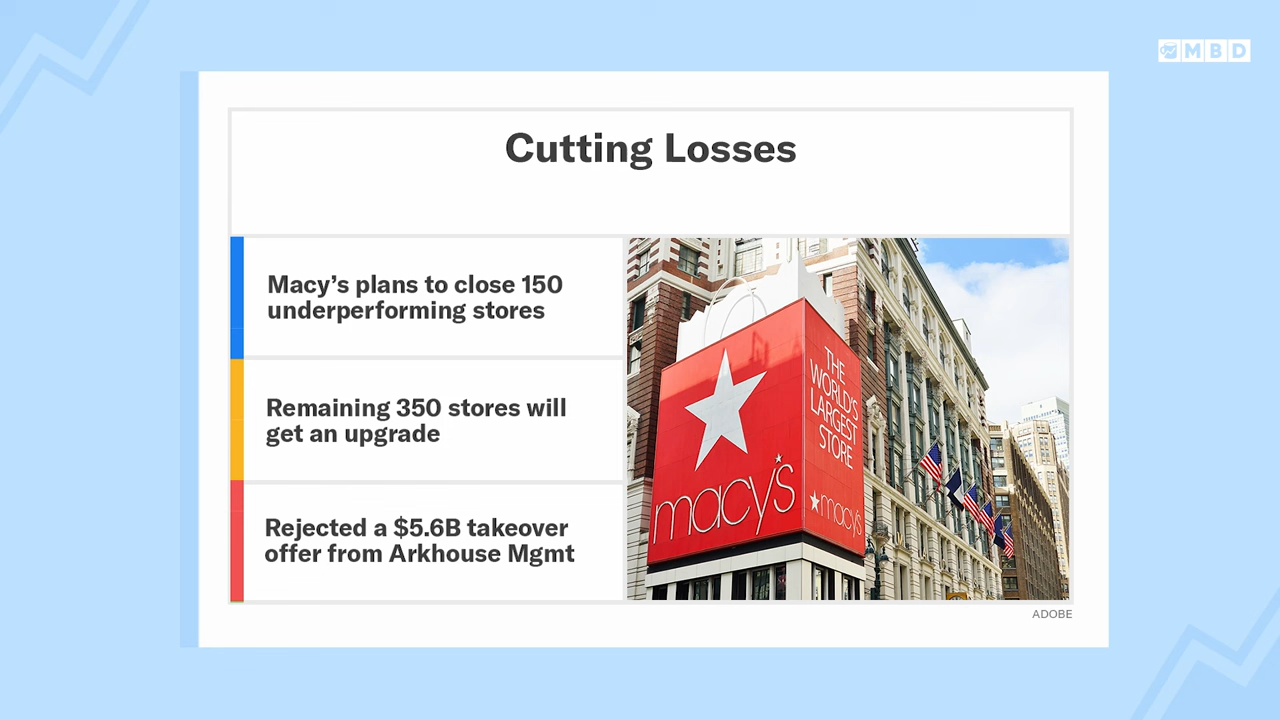 MBD
Cutting Losses
Macy’s plans to close 150
underperforming stores
Remaining 350 stores will
get an upgrade
Rejected a $5.6B takeover
offer from Arkhouse Mgmt
macy's
THE
WORLD'S
LARGEST
STORE
macy's
ADOBE